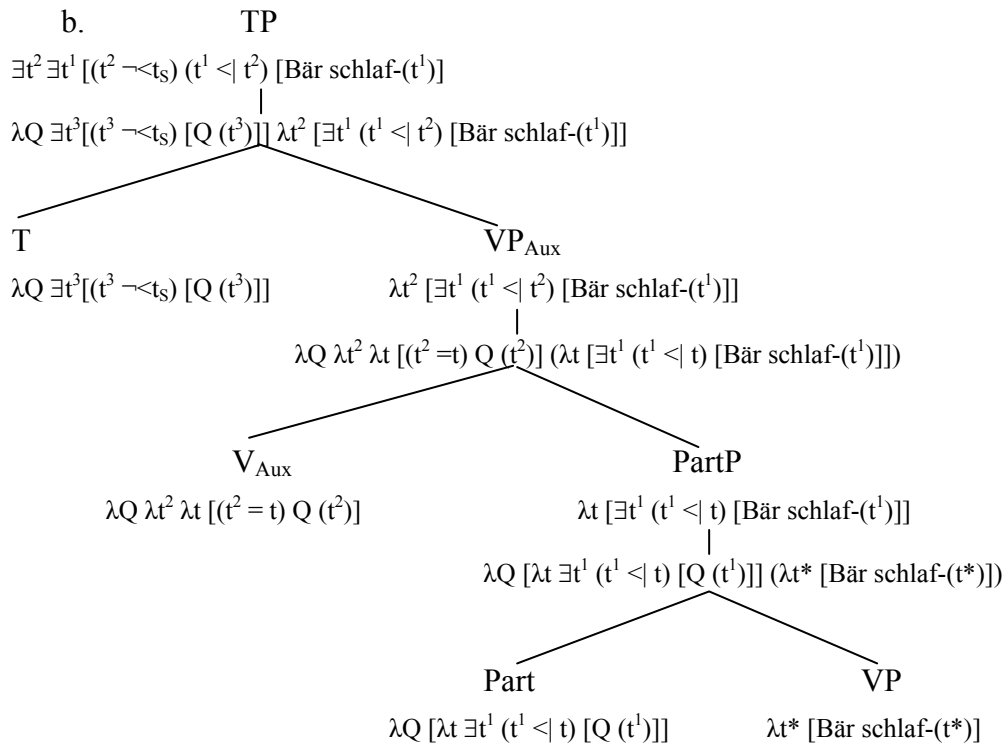 b. TP
∃t² ∃t¹ [(t² ¬<tₛ) (t¹ <| t²) [Bär schlaf-(t¹)]
λQ ∃t³[(t³ ¬<tₛ) [Q (t³)]] λt² [∃t¹ (t¹ <| t²) [Bär schlaf-(t¹)]]
T VP_Aux
λQ ∃t³[(t³ ¬<tₛ) [Q (t³)]] λt² [∃t¹ (t¹ <| t²) [Bär schlaf-(t¹)]]
λQ λt² λt [(t² =t) Q (t²)] (λt [∃t¹ (t¹ <| t) [Bär schlaf-(t¹)]])
V_Aux PartP
λQ λt² λt [(t² = t) Q (t²)] λt [∃t¹ (t¹ <| t) [Bär schlaf-(t¹)]]
λQ [λt ∃t¹ (t¹ <| t) [Q (t¹)]] (λt* [Bär schlaf-(t*)])
Part VP
λQ [λt ∃t¹ (t¹ <| t) [Q (t¹)]] λt* [Bär schlaf-(t*)]